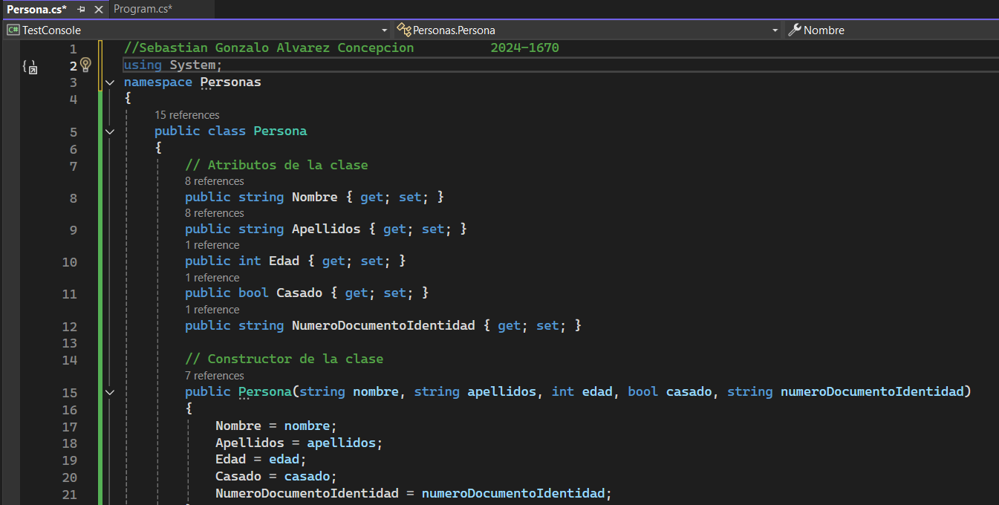 Persona.cs* Program.cs*
C# TestConsole Personas.Persona Nombre
1 //Sebastian Gonzalo Alvarez Concepcion 2024-1670
2 using System;
3 namespace Personas
4 {
15 references
5 public class Persona
6 {
7 // Atributos de la clase
8 references
8 public string Nombre { get; set; }
8 references
9 public string Apellidos { get; set; }
1 reference
10 public int Edad { get; set; }
1 reference
11 public bool Casado { get; set; }
1 reference
12 public string NumeroDocumentoIdentidad { get; set; }
13
14 // Constructor de la clase
7 references
15 public Persona(string nombre, string apellidos, int edad, bool casado, string numeroDocumentoIdentidad)
16 {
17 Nombre = nombre;
18 Apellidos = apellidos;
19 Edad = edad;
20 Casado = casado;
21 NumeroDocumentoIdentidad = numeroDocumentoIdentidad;